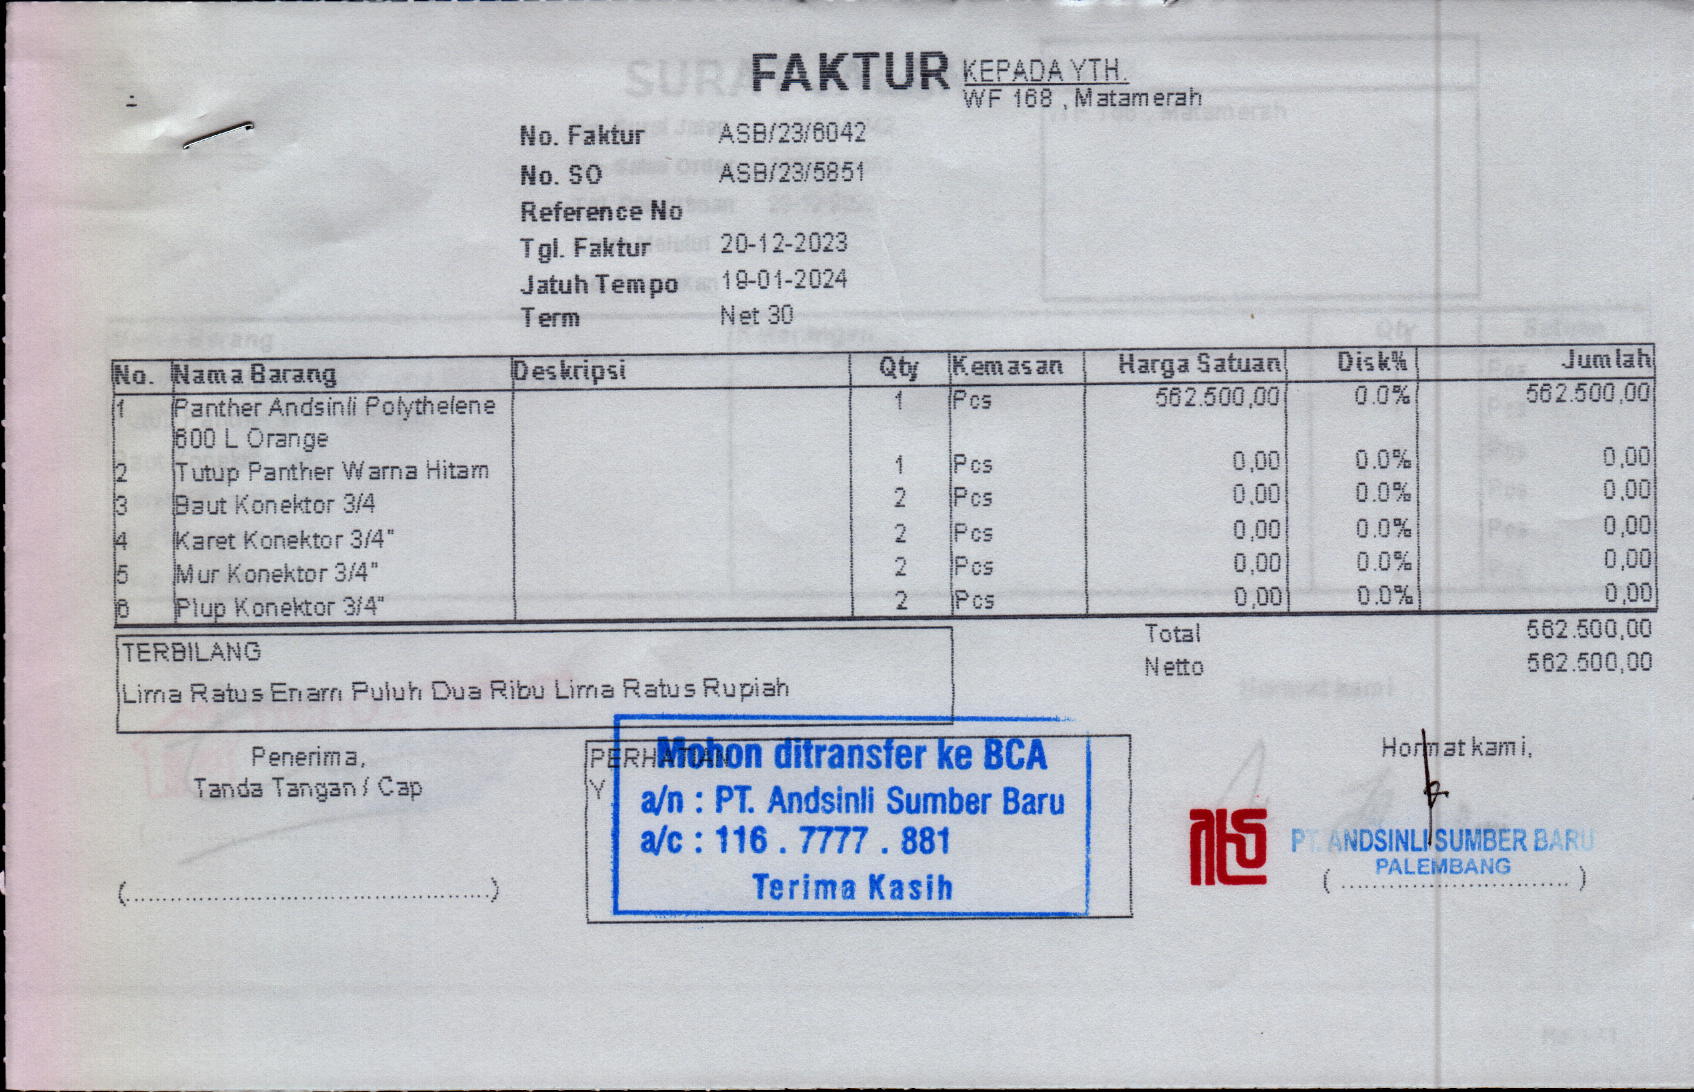 FAKTUR
KEPADA YTH.
WF 168 , Matamerah
No. Faktur ASB/23/6042
No. SO ASB/23/5851
Reference No
Tgl. Faktur 20-12-2023
Jatuh Tempo 19-01-2024
Term Net 30
No. Nama Barang Deskripsi Qty Kemasan Harga Satuan Disk% Jumlah
1 Panther Andsinli Polythelene 1 Pcs 562.500,00 0.0% 562.500,00
600 L Orange
2 Tutup Panther Warna Hitam 1 Pcs 0,00 0.0% 0,00
3 Baut Konektor 3/4 2 Pcs 0,00 0.0% 0,00
4 Karet Konektor 3/4" 2 Pcs 0,00 0.0% 0,00
5 Mur Konektor 3/4" 2 Pcs 0,00 0.0% 0,00
6 Plup Konektor 3/4" 2 Pcs 0,00 0.0% 0,00
Total 562.500,00
Netto 562.500,00
TERBILANG
Lima Ratus Enam Puluh Dua Ribu Lima Ratus Rupiah
Penerima,
Tanda Tangan / Cap
(..............................................)
PERHATIAN
Y
Mohon ditransfer ke BCA
a/n : PT. Andsinli Sumber Baru
a/c : 116 . 7777 . 881
Terima Kasih
Hormat kami,
PT. ANDSINLI SUMBER BARU
PALEMBANG
( ............................. )